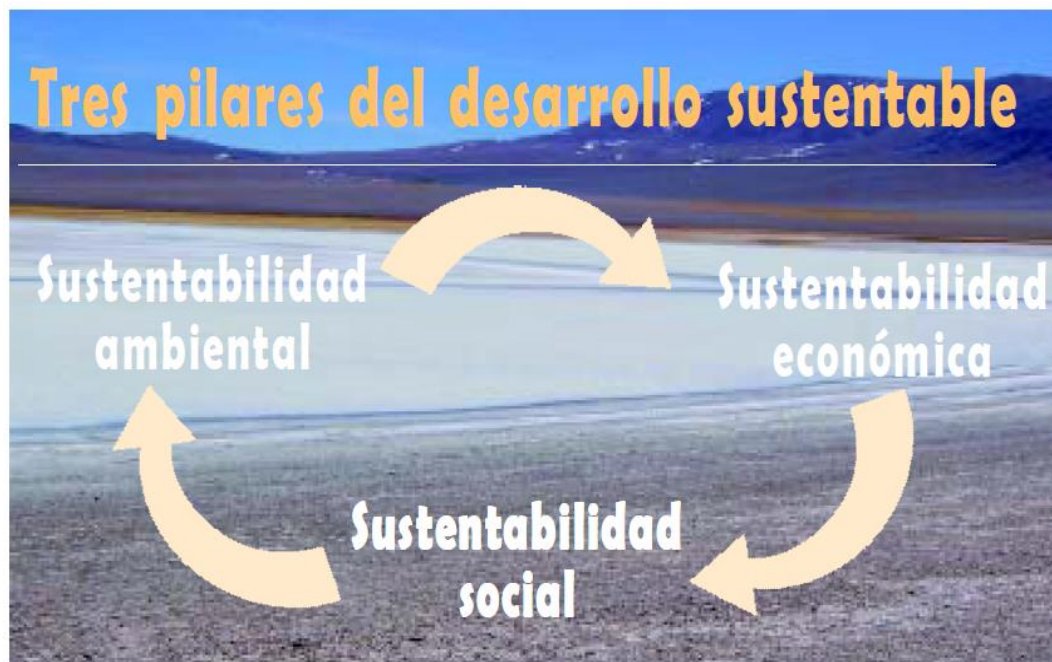 Tres pilares del desarrollo sustentable
Sustentabilidad
ambiental
Sustentabilidad
económica
Sustentabilidad
social